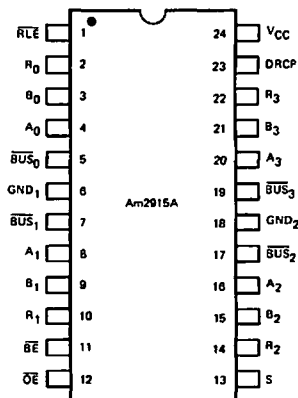 RLE 1 24 VCC
R0 2 23 DRCP
B0 3 22 R3
A0 4 21 B3
BUS0 5 20 A3
GND1 6 19 BUS3
Am2915A
BUS1 7 18 GND2
A1 8 17 BUS2
B1 9 16 A2
R1 10 15 B2
BE 11 14 R2
OE 12 13 S